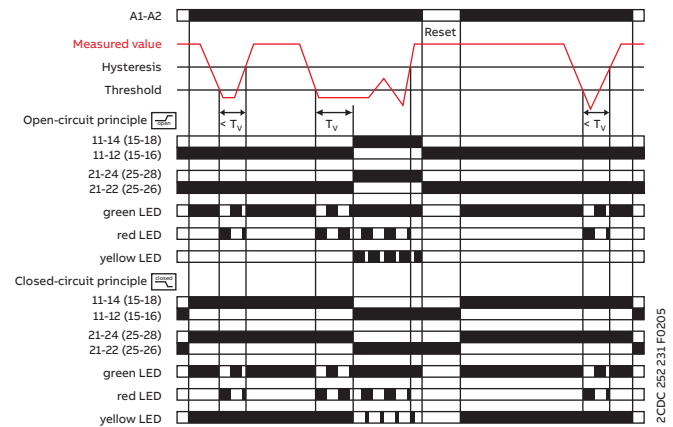 A1-A2
Reset
Measured value
Hysteresis
Threshold
Open-circuit principle open
< Tv
Tv
< Tv
11-14 (15-18)
11-12 (15-16)
21-24 (25-28)
21-22 (25-26)
green LED
red LED
yellow LED
Closed-circuit principle closed
11-14 (15-18)
11-12 (15-16)
21-24 (25-28)
21-22 (25-26)
green LED
red LED
yellow LED
2CDC 252 231 F0205